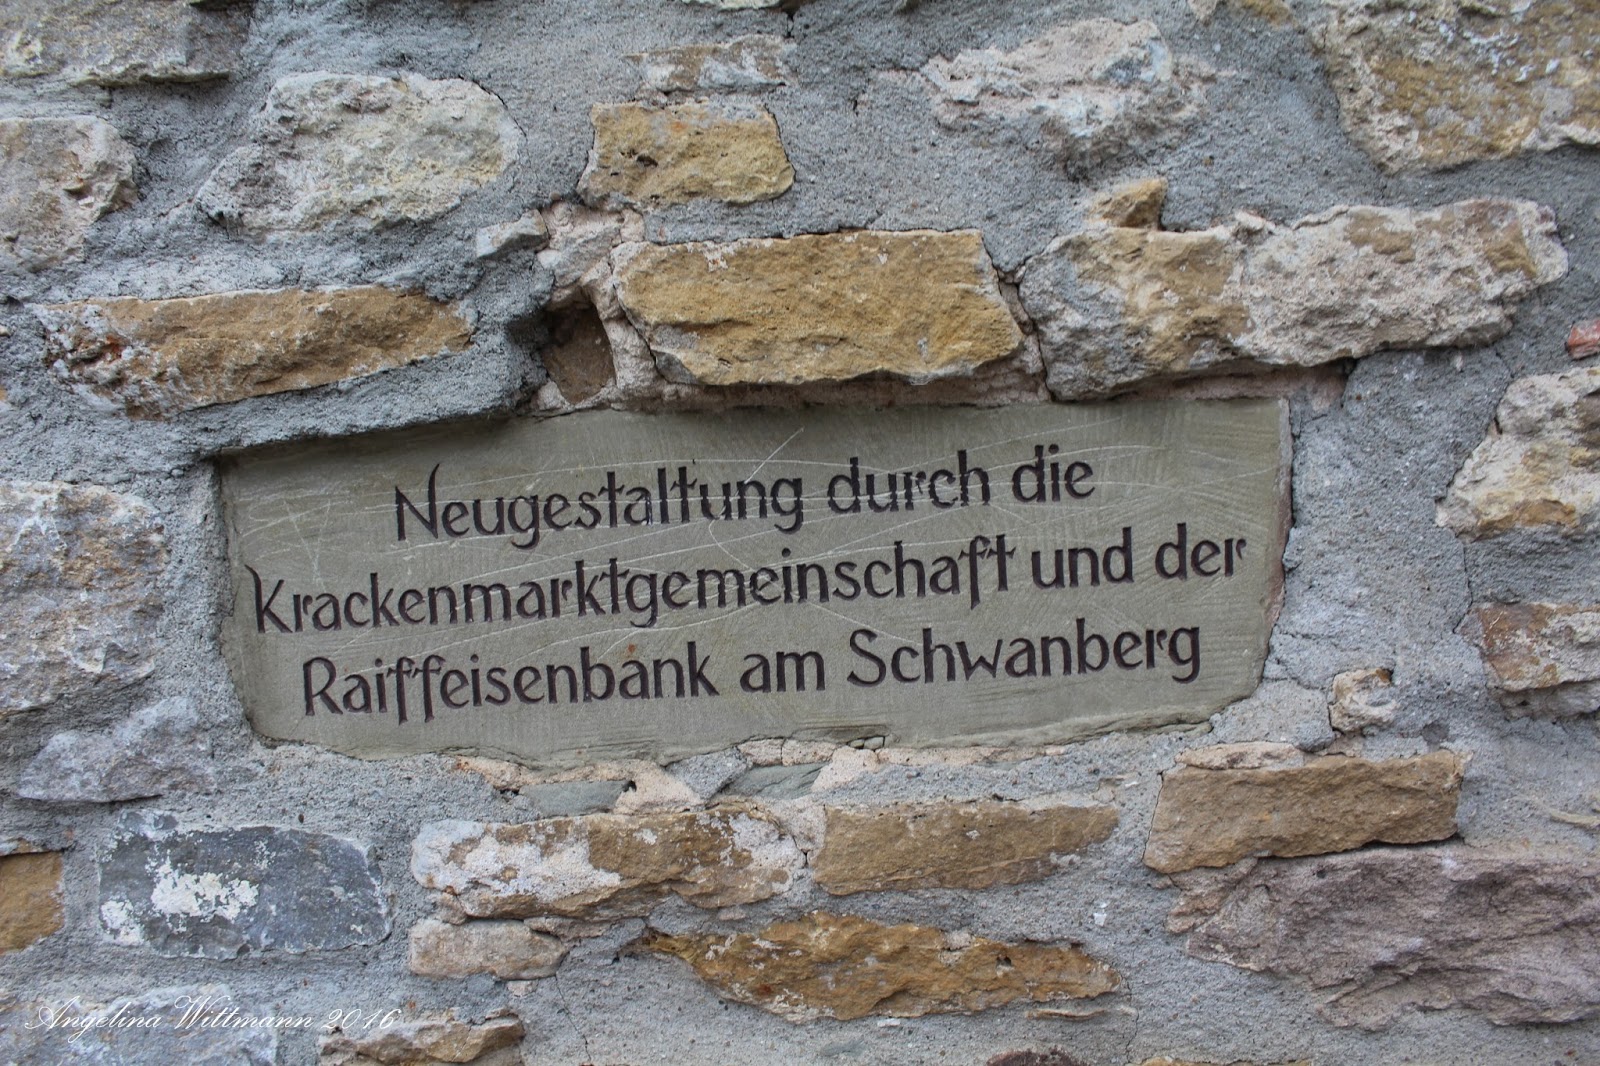 Neugestaltung durch die
Krackenmarktgemeinschaft und der
Raiffeisenbank am Schwanberg
Angelina Wittmann 2016